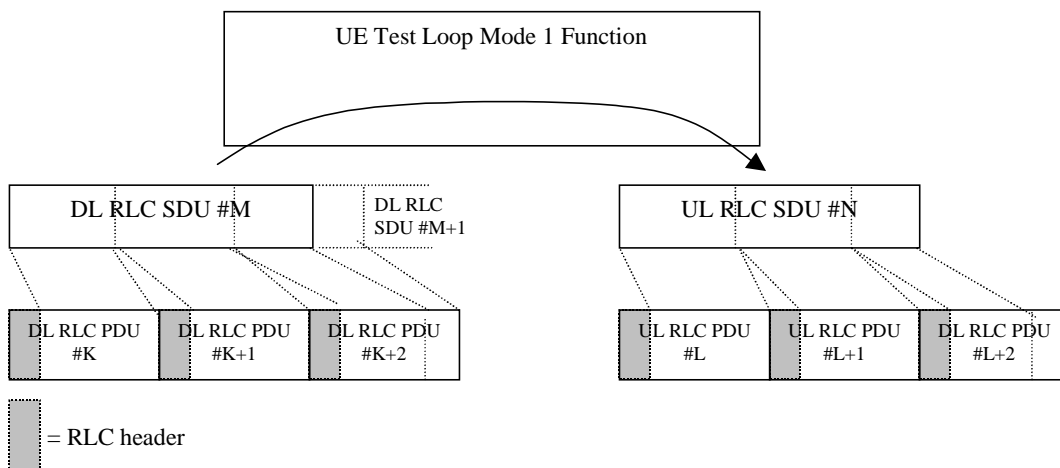 UE Test Loop Mode 1 Function
DL RLC SDU #M
DL RLC
SDU #M+1
UL RLC SDU #N
DL RLC PDU
#K
DL RLC PDU
#K+1
DL RLC PDU
#K+2
UL RLC PDU
#L
UL RLC PDU
#L+1
DL RLC PDU
#L+2
= RLC header